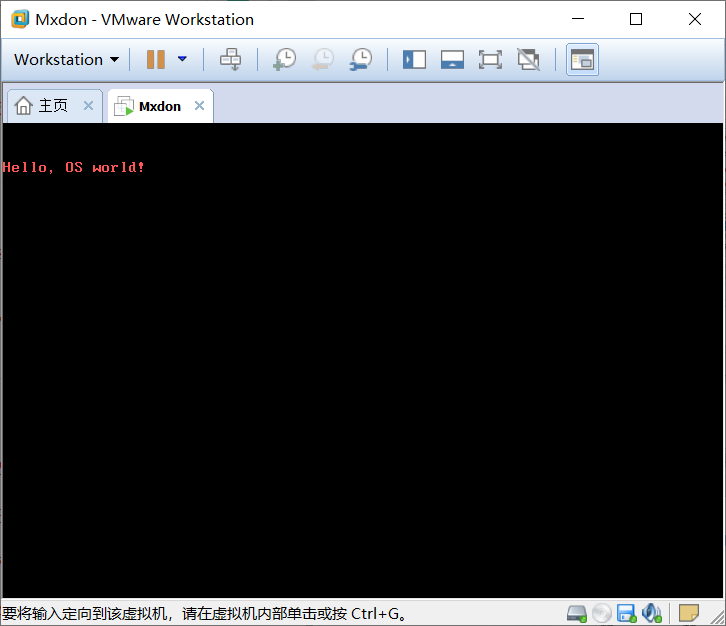 Mxdon - VMware Workstation
Workstation
主页
Mxdon
Hello, OS world!
要将输入定向到该虚拟机，请在虚拟机内部单击或按 Ctrl+G。